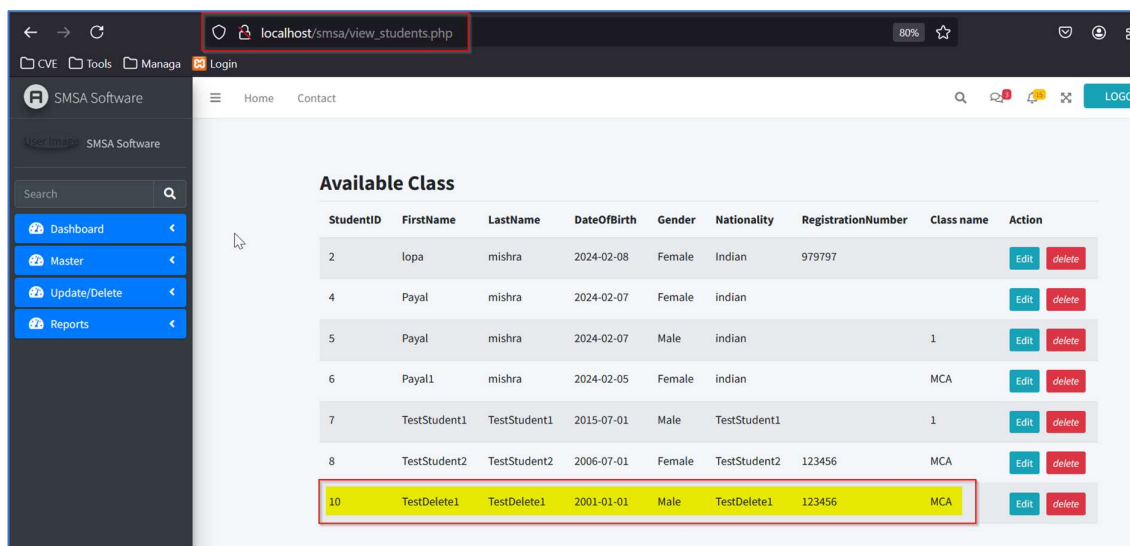 localhost/smsa/view_students.php 80%
CVE Tools Managa Login
SMSA Software Home Contact 3 15 LOGO
User Image SMSA Software
Search
Dashboard
Master
Update/Delete
Reports
Available Class
StudentID FirstName LastName DateOfBirth Gender Nationality RegistrationNumber Class name Action
2 lopa mishra 2024-02-08 Female Indian 979797 Edit delete
4 Payal mishra 2024-02-07 Female indian Edit delete
5 Payal mishra 2024-02-07 Male indian 1 Edit delete
6 Payal1 mishra 2024-02-05 Female indian MCA Edit delete
7 TestStudent1 TestStudent1 2015-07-01 Male TestStudent1 1 Edit delete
8 TestStudent2 TestStudent2 2006-07-01 Female TestStudent2 123456 MCA Edit delete
10 TestDelete1 TestDelete1 2001-01-01 Male TestDelete1 123456 MCA Edit delete